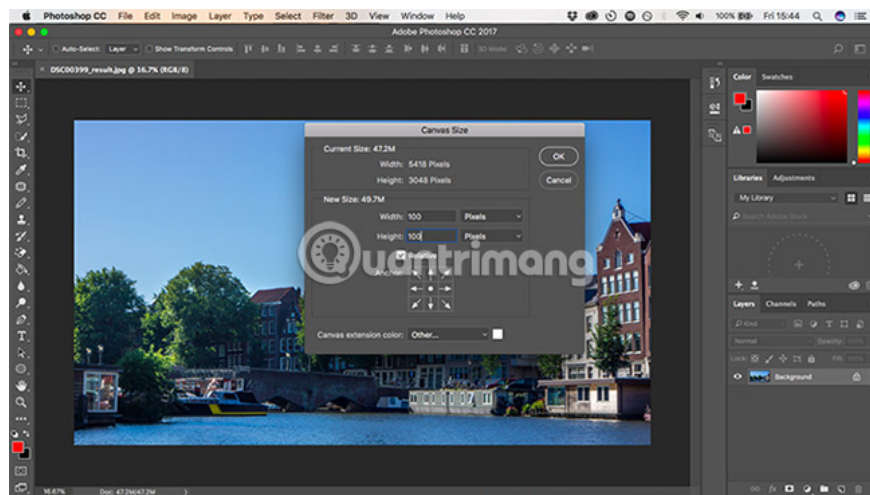 Photoshop CC File Edit Image Layer Type Select Filter 3D View Window Help 100% Fri 15:44
Adobe Photoshop CC 2017
Auto-Select: Layer Show Transform Controls 3D Mode
× DSC00399_result.jpg @ 16.7% (RGB/8)
Color Swatches
Canvas Size
Current Size: 47.2M
Width: 5418 Pixels
Height: 3048 Pixels
OK
Cancel
New Size: 49.7M
Width: 100 Pixels
Height: 100 Pixels
Relative
Anchor:
Canvas extension color: Other...
Quantrimang
Libraries Adjustments
My Library
Search Adobe Stock
Layers Channels Paths
Kind
Normal Opacity: 100%
Lock: Fill: 100%
Background
16.67% Doc: 47.2M/47.2M